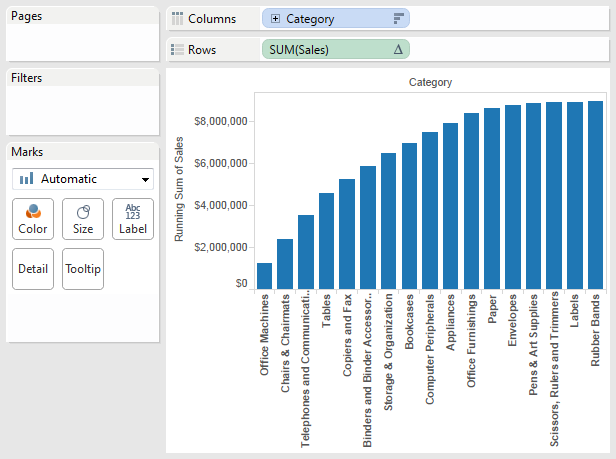 Pages
Columns
Category
Rows
SUM(Sales)
Δ
Filters
Marks
Automatic
Color
Size
Abc
123
Label
Detail
Tooltip
Category
Running Sum of Sales
$8,000,000
$6,000,000
$4,000,000
$2,000,000
$0
Office Machines
Chairs & Chairmats
Telephones and Communicati..
Tables
Copiers and Fax
Binders and Binder Accessor..
Storage & Organization
Bookcases
Computer Peripherals
Appliances
Office Furnishings
Paper
Envelopes
Pens & Art Supplies
Scissors, Rulers and Trimmers
Labels
Rubber Bands